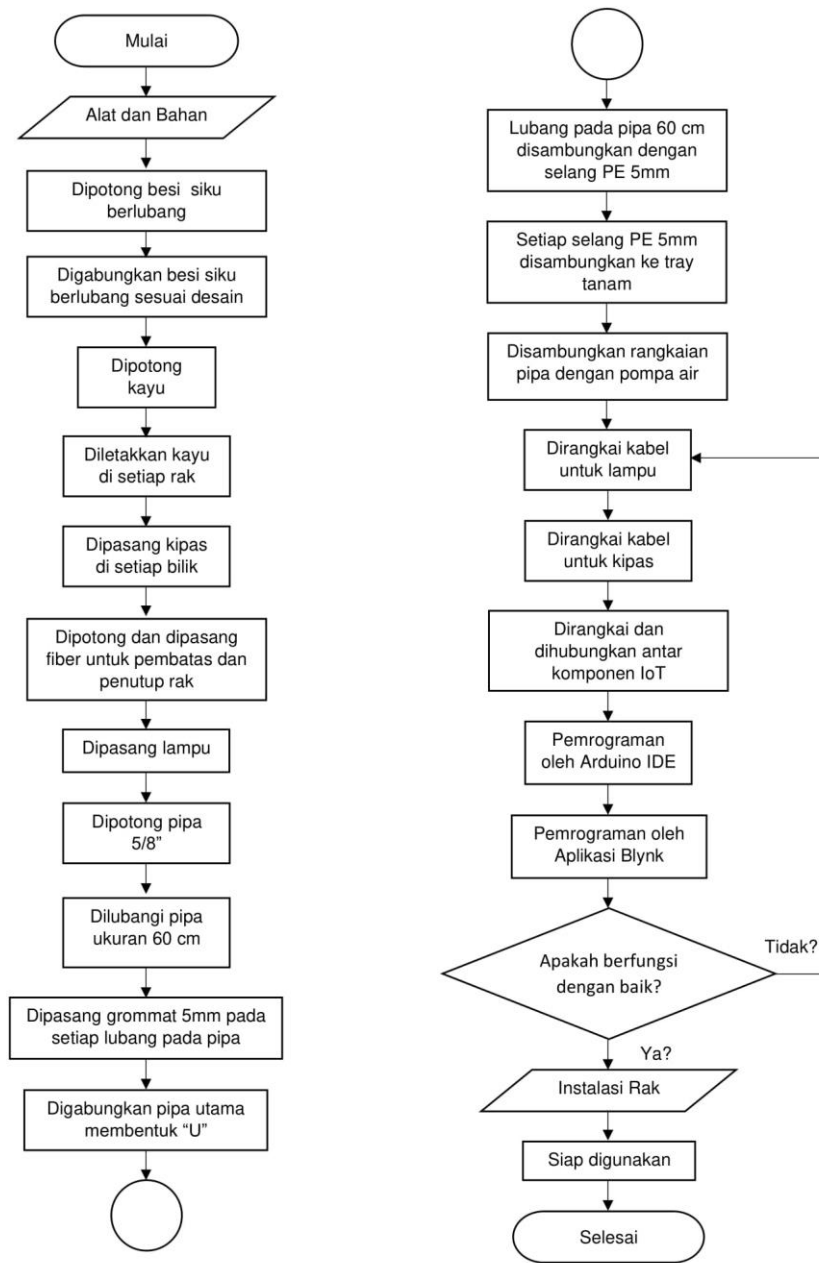 Mulai
Alat dan Bahan
Dipotong besi siku
berlubang
Digabungkan besi siku
berlubang sesuai desain
Dipotong
kayu
Diletakkan kayu
di setiap rak
Dipasang kipas
di setiap bilik
Dipotong dan dipasang
fiber untuk pembatas dan
penutup rak
Dipasang lampu
Dipotong pipa
5/8”
Dilubangi pipa
ukuran 60 cm
Dipasang grommat 5mm pada
setiap lubang pada pipa
Digabungkan pipa utama
membentuk “U”
Lubang pada pipa 60 cm
disambungkan dengan
selang PE 5mm
Setiap selang PE 5mm
disambungkan ke tray
tanam
Disambungkan rangkaian
pipa dengan pompa air
Dirangkai kabel
untuk lampu
Dirangkai kabel
untuk kipas
Dirangkai dan
dihubungkan antar
komponen IoT
Pemrograman
oleh Arduino IDE
Pemrograman oleh
Aplikasi Blynk
Apakah berfungsi
dengan baik?
Tidak?
Ya?
Instalasi Rak
Siap digunakan
Selesai